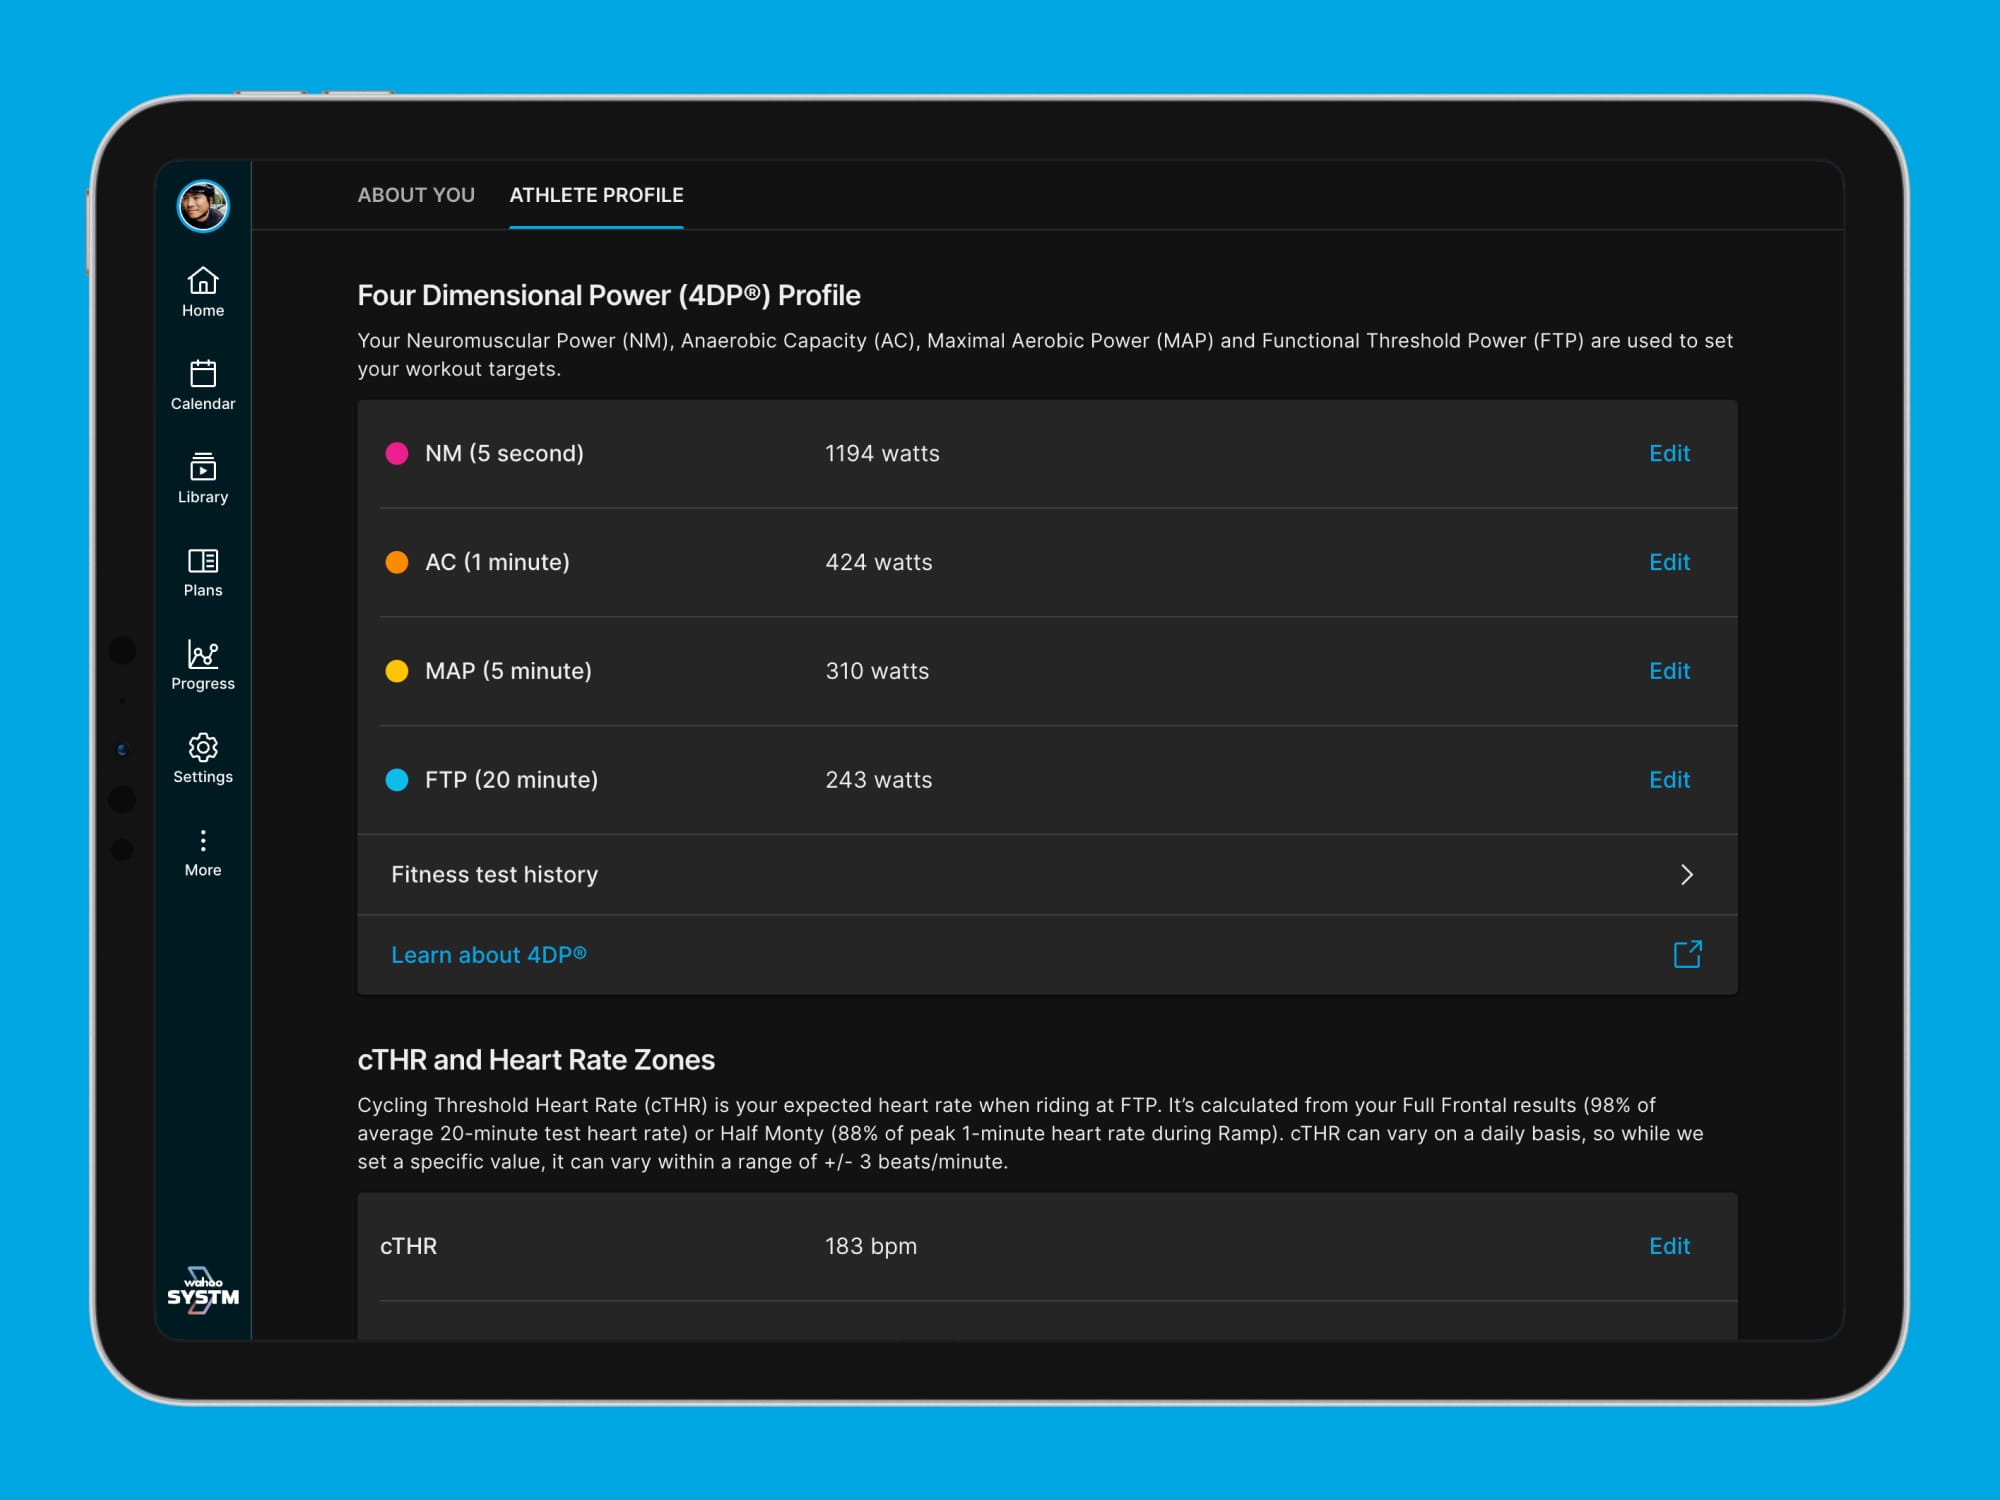 ABOUT YOU
ATHLETE PROFILE
Home
Calendar
Library
Plans
Progress
Settings
More
wahoo
SYSTM
Four Dimensional Power (4DP®) Profile
Your Neuromuscular Power (NM), Anaerobic Capacity (AC), Maximal Aerobic Power (MAP) and Functional Threshold Power (FTP) are used to set
your workout targets.
NM (5 second) 1194 watts Edit
AC (1 minute) 424 watts Edit
MAP (5 minute) 310 watts Edit
FTP (20 minute) 243 watts Edit
Fitness test history
Learn about 4DP®
cTHR and Heart Rate Zones
Cycling Threshold Heart Rate (cTHR) is your expected heart rate when riding at FTP. It’s calculated from your Full Frontal results (98% of
average 20-minute test heart rate) or Half Monty (88% of peak 1-minute heart rate during Ramp). cTHR can vary on a daily basis, so while we
set a specific value, it can vary within a range of +/- 3 beats/minute.
cTHR 183 bpm Edit